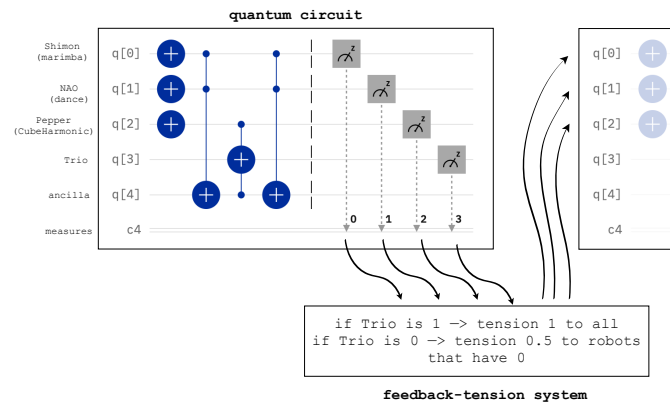 quantum circuit
Shimon
(marimba)
q[0]
NAO
(dance)
q[1]
Pepper
(CubeHarmonic)
q[2]
Trio
q[3]
ancilla
q[4]
measures
c4
z
z
z
z
0
1
2
3
q[0]
q[1]
q[2]
q[3]
q[4]
c4
if Trio is 1 —> tension 1 to all
if Trio is 0 —> tension 0.5 to robots
that have 0
feedback-tension system